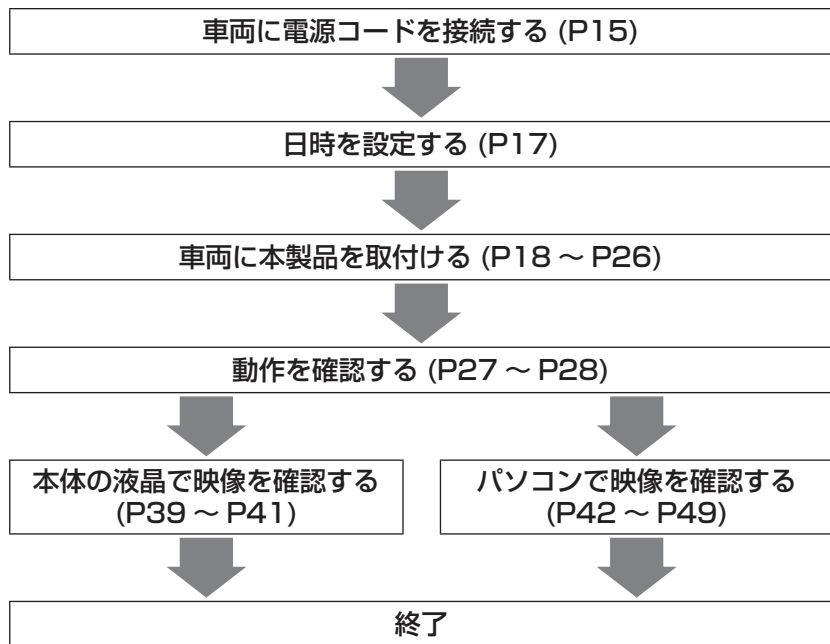 車両に電源コードを接続する (P15)
日時を設定する (P17)
車両に本製品を取付ける (P18 ～ P26)
動作を確認する (P27 ～ P28)
本体の液晶で映像を確認する
(P39 ～ P41)
パソコンで映像を確認する
(P42 ～ P49)
終了